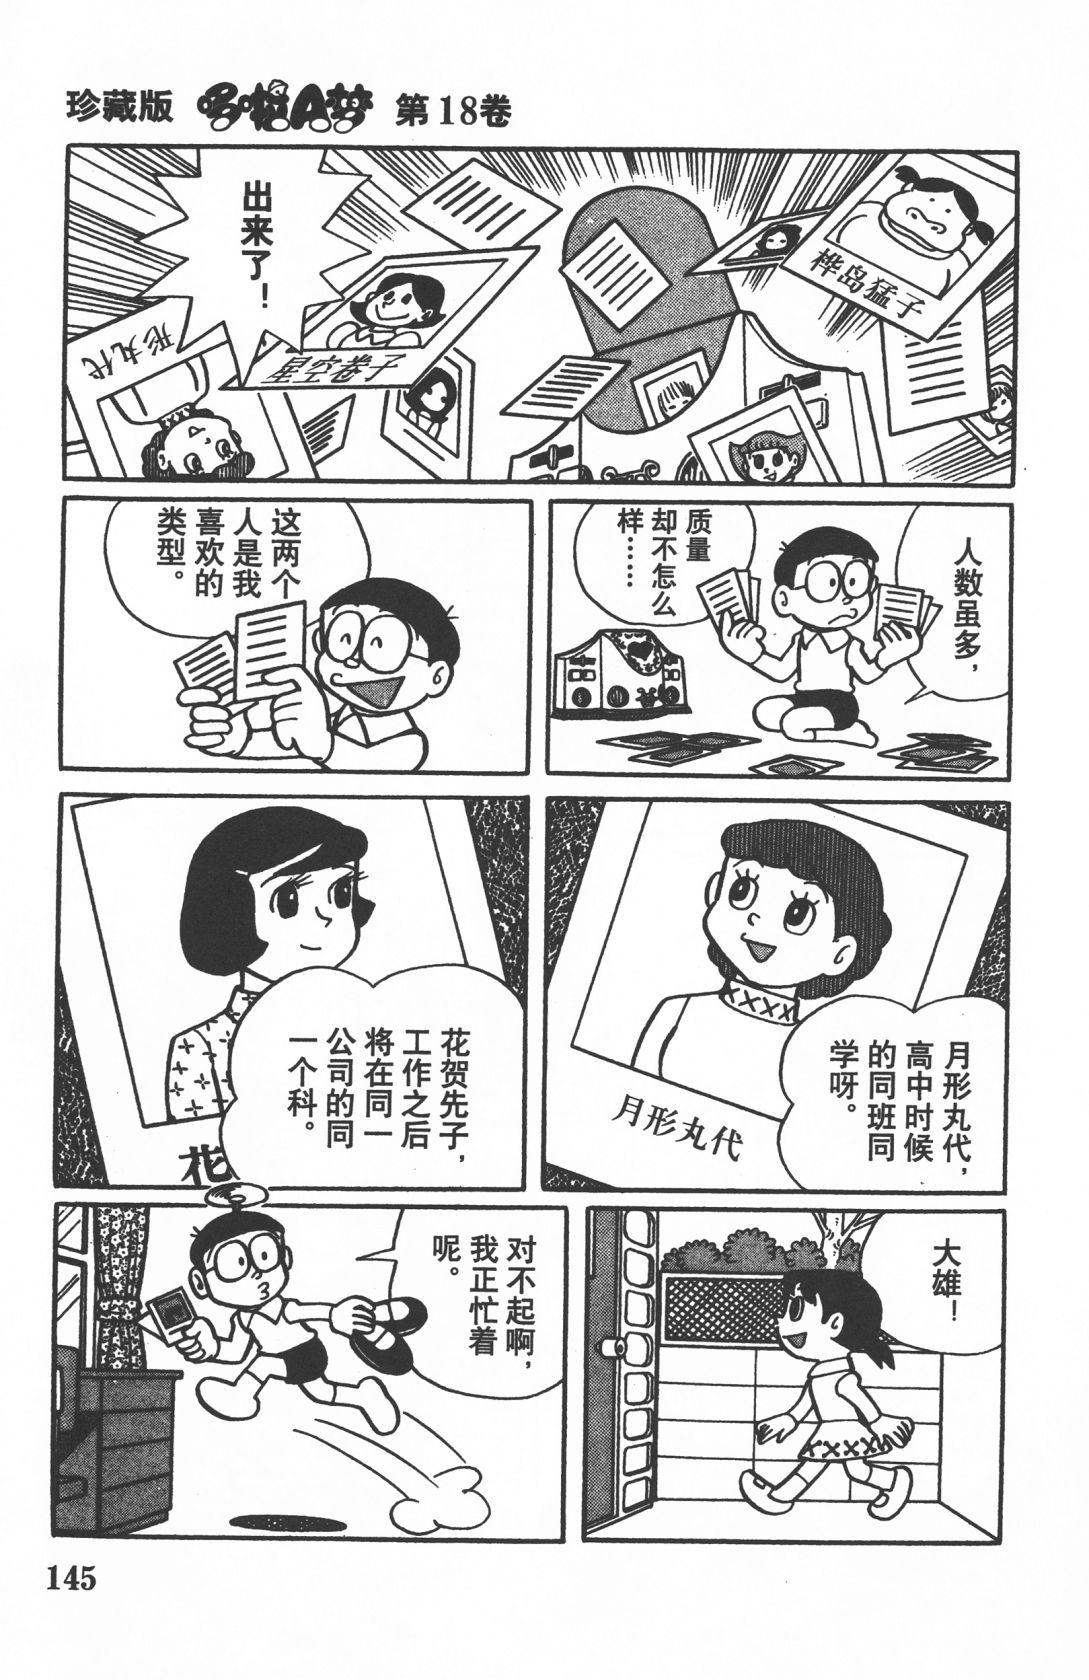 珍藏版 哆啦A梦 第18卷
桦岛猛子
出来了！
星空卷子
形丸代
人数虽多，
质量
却不怎么
样……
这两个
人是我
喜欢的
类型。
月形丸代，
高中时候
的同班同
学呀。
月形丸代
花贺先子，
工作之后
将在同一
公司的同
一个科。
花
大雄！
对不起啊，
我正忙着
呢。
145